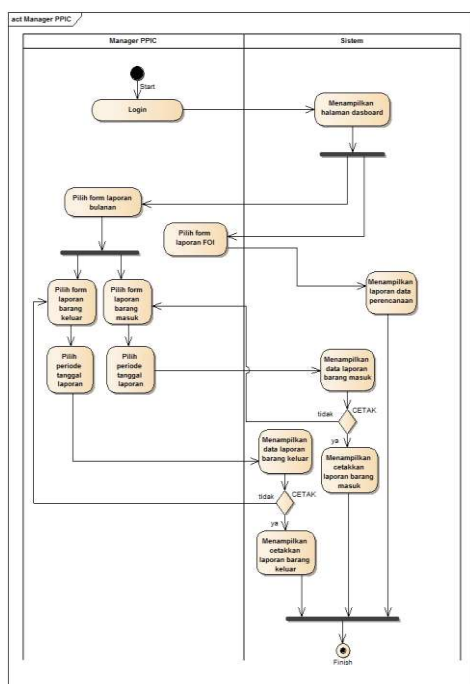 act Manager PPIC
Manager PPIC
Sistem
Start
Login
Menampilkan
halaman dasboard
Pilih form laporan
bulanan
Pilih form
laporan FOI
Pilih form
laporan
barang
keluar
Pilih form
laporan
barang
masuk
Menampilkan
laporan data
perencanaan
Pilih
periode
tanggal
laporan
Pilih
periode
tanggal
laporan
Menampilkan
data laporan
barang masuk
tidak
CETAK
ya
Menampilkan
data laporan
barang keluar
Menampilkan
cetakkan
laporan barang
masuk
tidak
CETAK
ya
Menampilkan
cetakkan
laporan barang
keluar
Finish